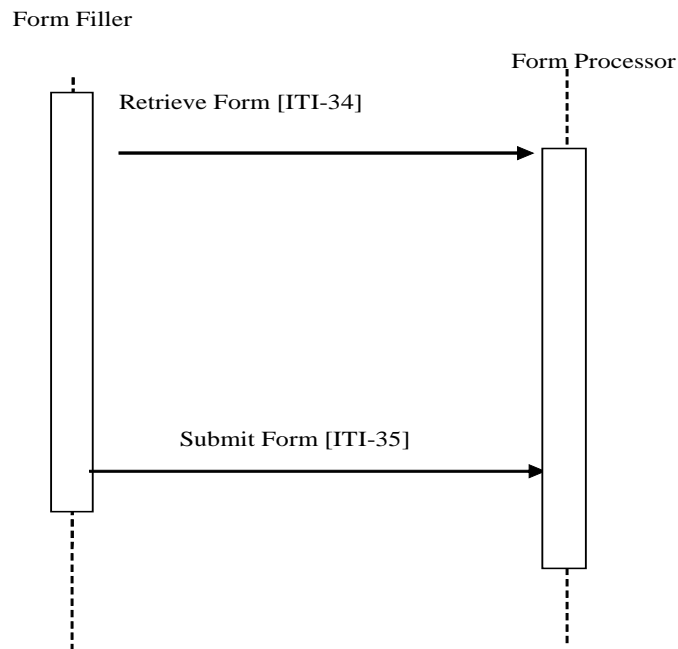 Form Filler
Form Processor
Retrieve Form [ITI-34]
Submit Form [ITI-35]